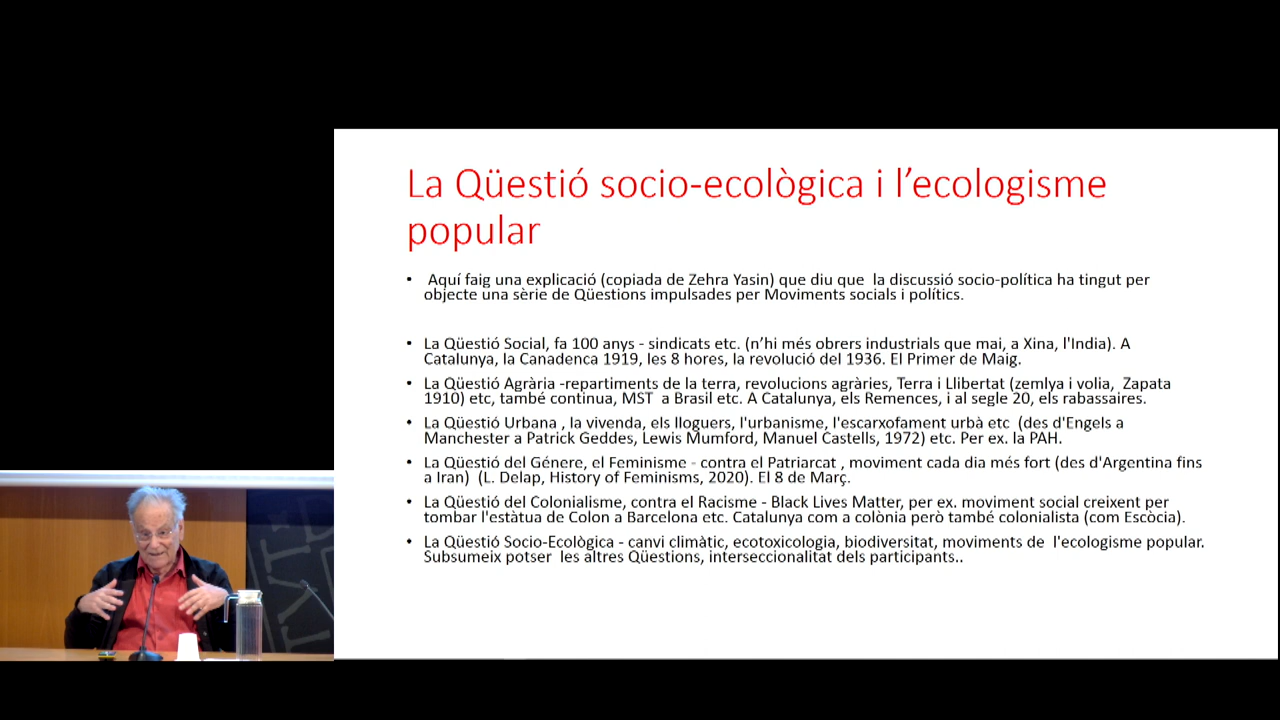 La Qüestió socio-ecològica i l’ecologisme
popular
• Aquí faig una explicació (copiada de Zehra Yasin) que diu que la discussió socio-política ha tingut per
objecte una sèrie de Qüestions impulsades per Moviments socials i polítics.
• La Qüestió Social, fa 100 anys - sindicats etc. (n’hi més obrers industrials que mai, a Xina, l'India). A
Catalunya, la Canadenca 1919, les 8 hores, la revolució del 1936. El Primer de Maig.
• La Qüestió Agrària -repartiments de la terra, revolucions agràries, Terra i Llibertat (zemlya i volia, Zapata
1910) etc, també continua, MST a Brasil etc. A Catalunya, els Remences, i al segle 20, els rabassaires.
• La Qüestió Urbana , la vivenda, els lloguers, l'urbanisme, l'escarxofament urbà etc (des d'Engels a
Manchester a Patrick Geddes, Lewis Mumford, Manuel Castells, 1972) etc. Per ex. la PAH.
• La Qüestió del Génere, el Feminisme - contra el Patriarcat , moviment cada dia més fort (des d'Argentina fins
a Iran) (L. Delap, History of Feminisms, 2020). El 8 de Març.
• La Qüestió del Colonialisme, contra el Racisme - Black Lives Matter, per ex. moviment social creixent per
tombar l'estàtua de Colon a Barcelona etc. Catalunya com a colònia però també colonialista (com Escòcia).
• La Qüestió Socio-Ecològica - canvi climàtic, ecotoxicologia, biodiversitat, moviments de l'ecologisme popular.
Subsumeix potser les altres Qüestions, interseccionalitat dels participants..